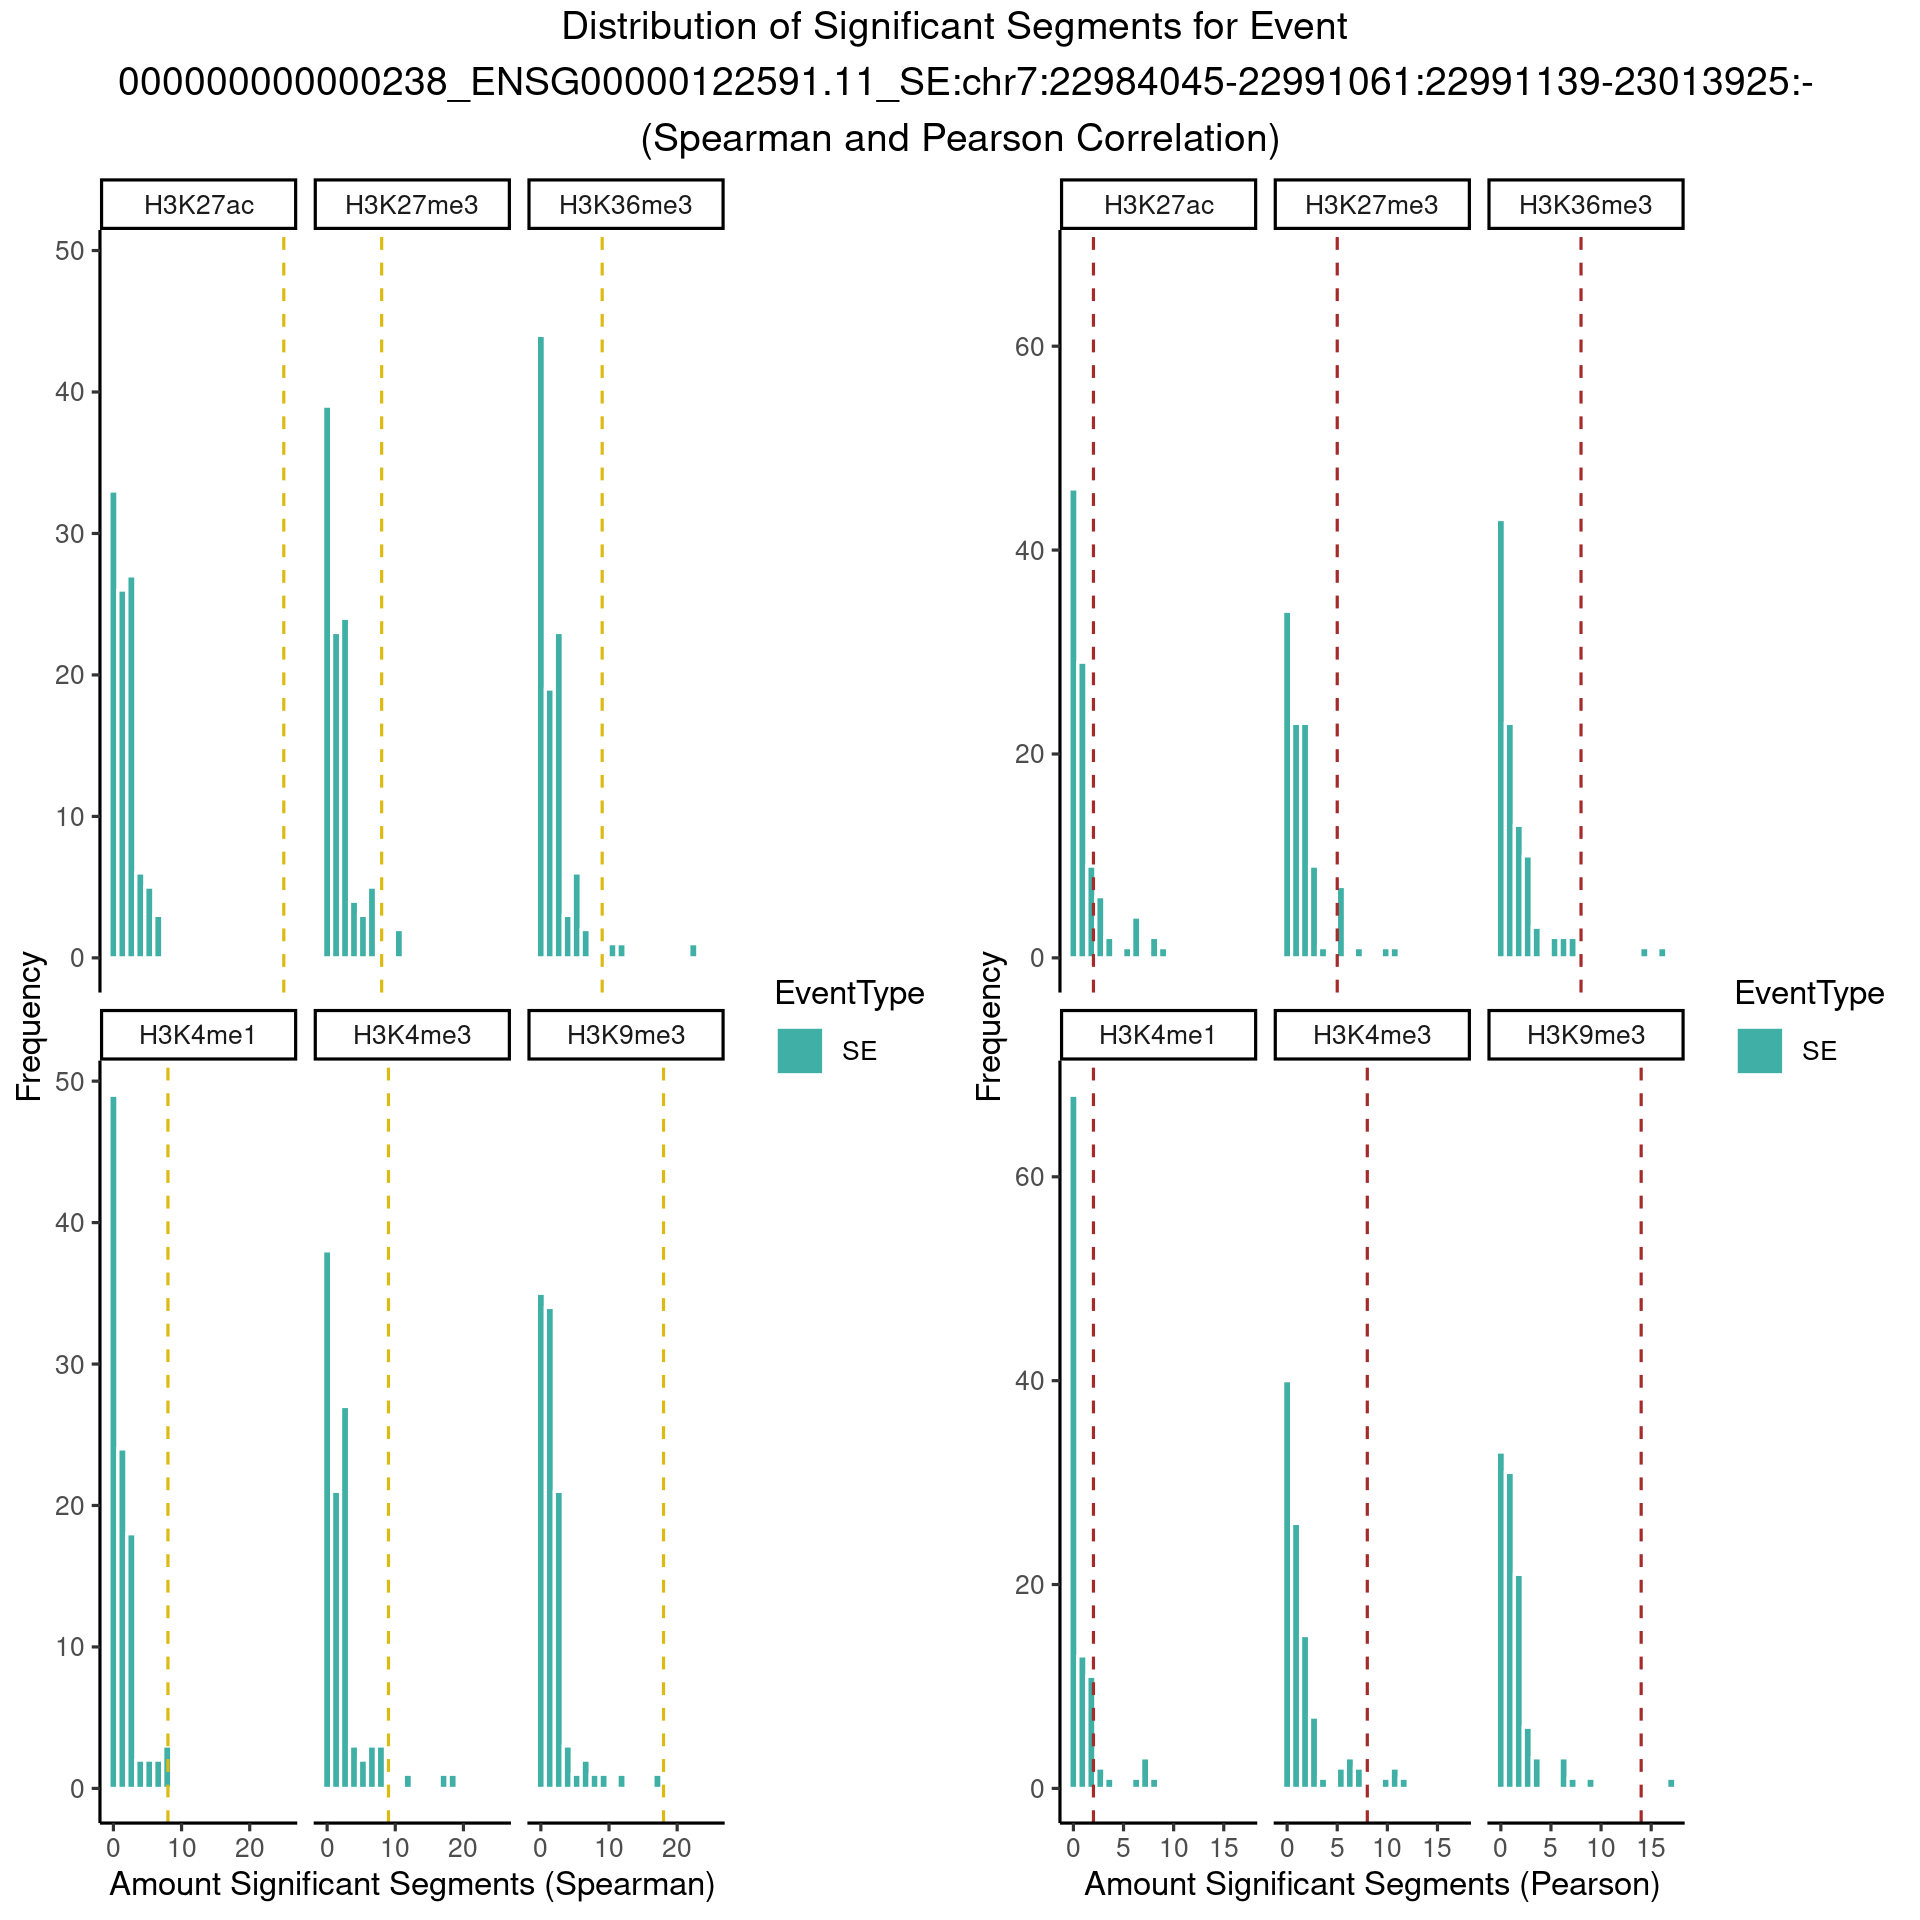 Distribution of Significant Segments for Event
000000000000238_ENSG00000122591.11_SE:chr7:22984045-22991061:22991139-23013925:-
(Spearman and Pearson Correlation)
H3K27ac H3K27me3 H3K36me3
50
40
30
20
10
0
H3K4me1 H3K4me3 H3K9me3
50
40
30
20
10
0
0 10 20 0 10 20 0 10 20
Frequency
Amount Significant Segments (Spearman)
EventType
SE
H3K27ac H3K27me3 H3K36me3
60
40
20
0
H3K4me1 H3K4me3 H3K9me3
60
40
20
0
0 5 10 15 0 5 10 15 0 5 10 15
Frequency
Amount Significant Segments (Pearson)
EventType
SE